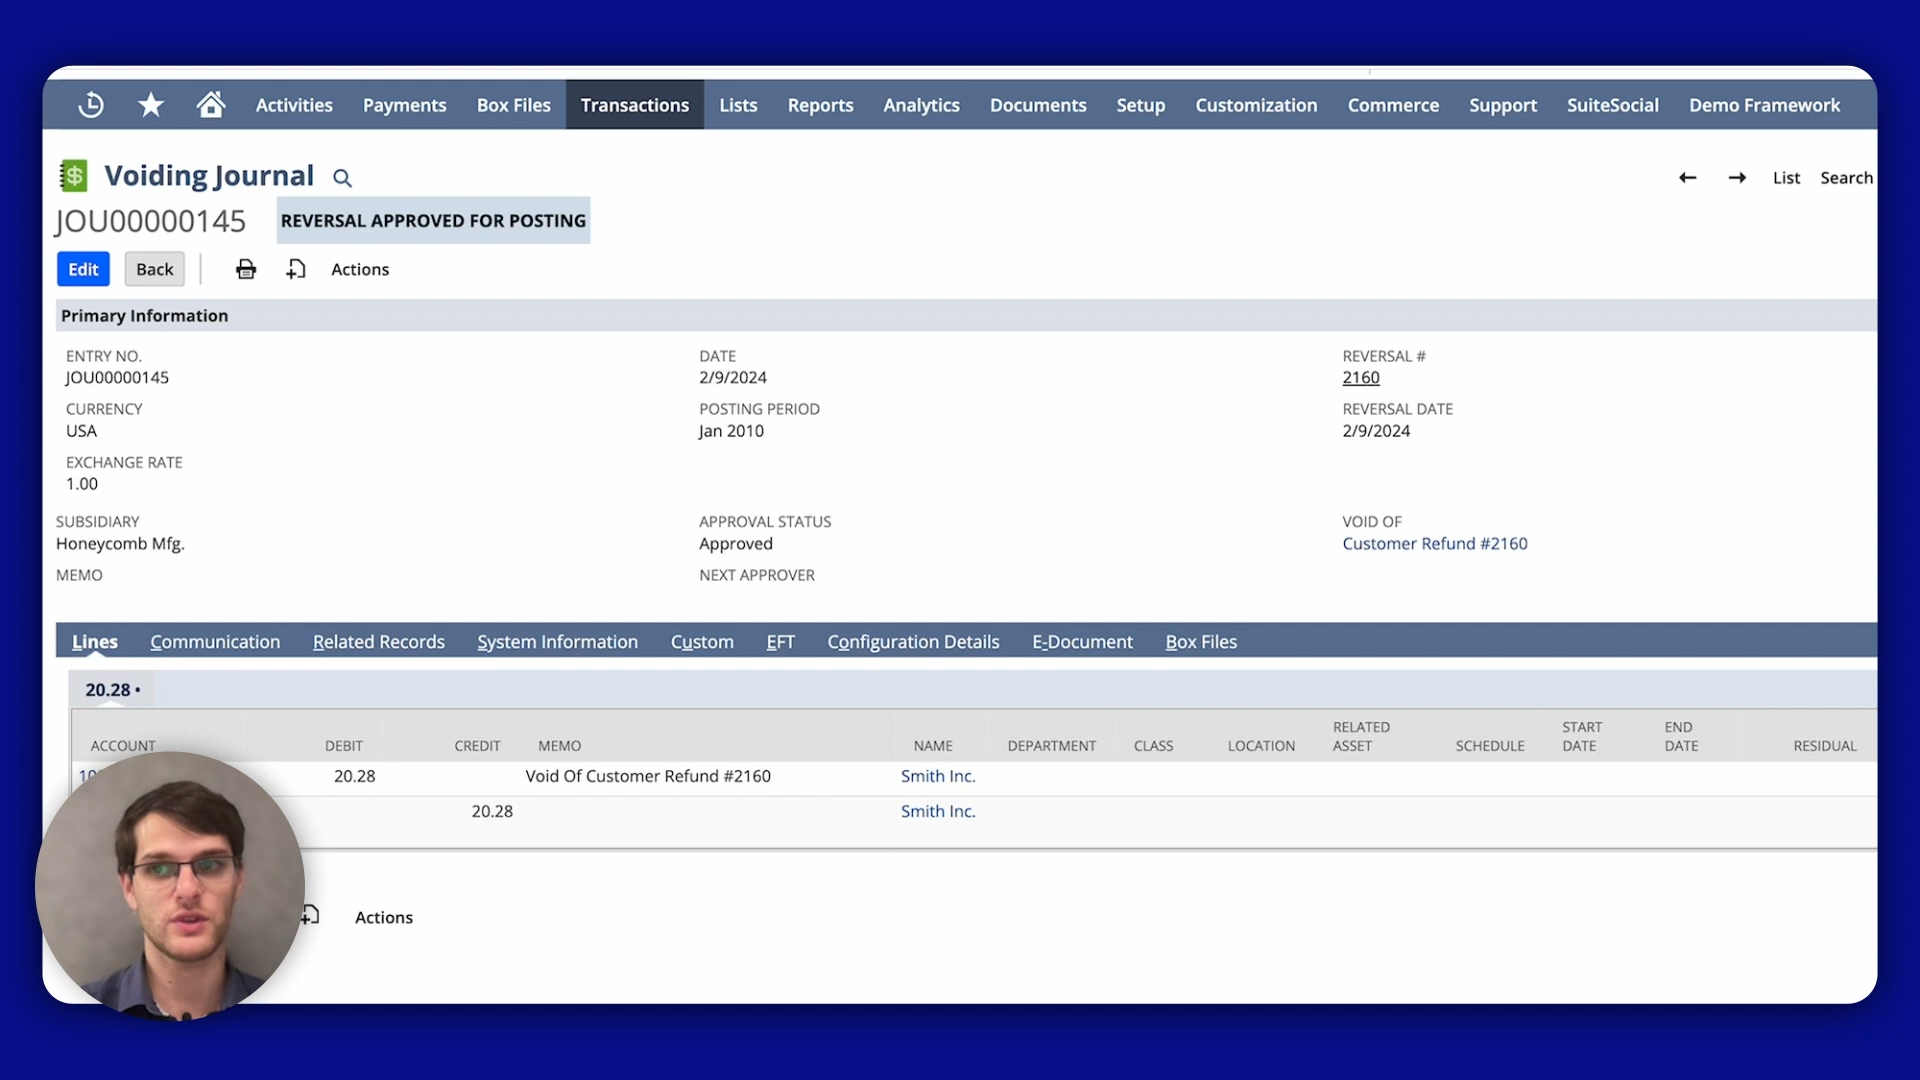 Activities Payments Box Files Transactions Lists Reports Analytics Documents Setup Customization Commerce Support SuiteSocial Demo Framework
Voiding Journal
List Search
JOU00000145 REVERSAL APPROVED FOR POSTING
Edit Back Actions
Primary Information
ENTRY NO. DATE REVERSAL #
JOU00000145 2/9/2024 2160
CURRENCY POSTING PERIOD REVERSAL DATE
USA Jan 2010 2/9/2024
EXCHANGE RATE
1.00
SUBSIDIARY APPROVAL STATUS VOID OF
Honeycomb Mfg. Approved Customer Refund #2160
MEMO NEXT APPROVER
Lines Communication Related Records System Information Custom EFT Configuration Details E-Document Box Files
20.28 •
ACCOUNT DEBIT CREDIT MEMO NAME DEPARTMENT CLASS LOCATION RELATED ASSET SCHEDULE START DATE END DATE RESIDUAL
20.28 Void Of Customer Refund #2160 Smith Inc.
20.28 Smith Inc.
Actions